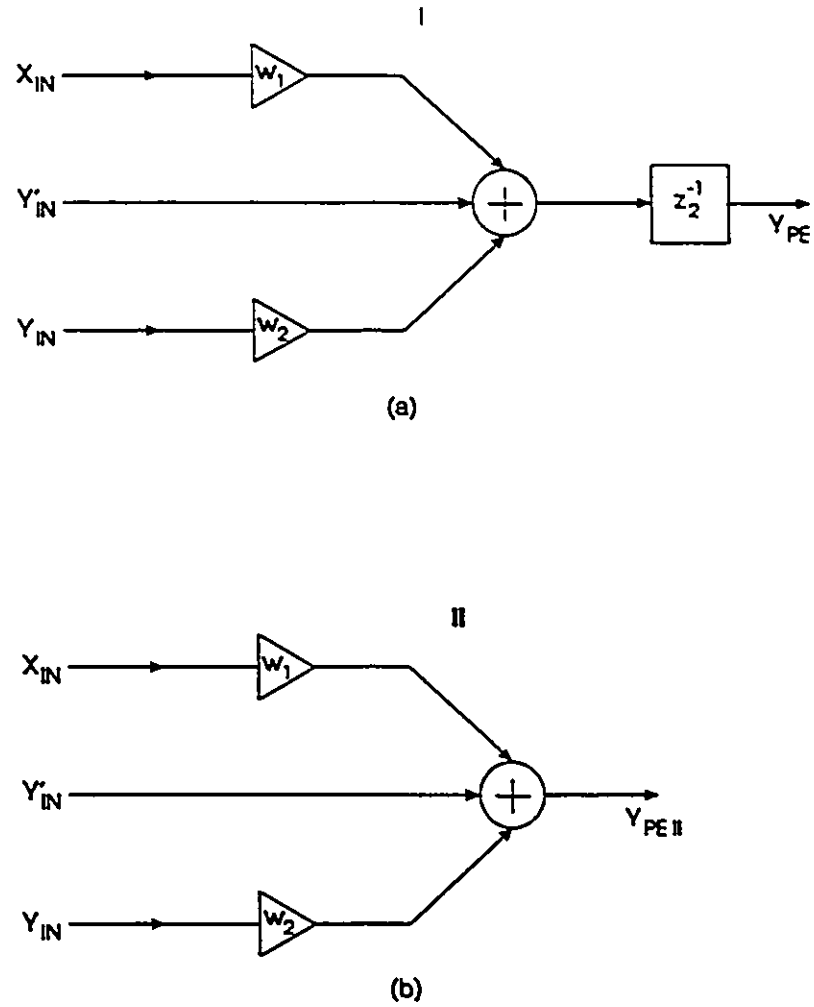 I
X_IN
w_1
Y'_IN
+
z_2^-1
Y_PE
Y_IN
w_2
(a)
II
X_IN
w_1
Y'_IN
+
Y_PE II
Y_IN
w_2
(b)